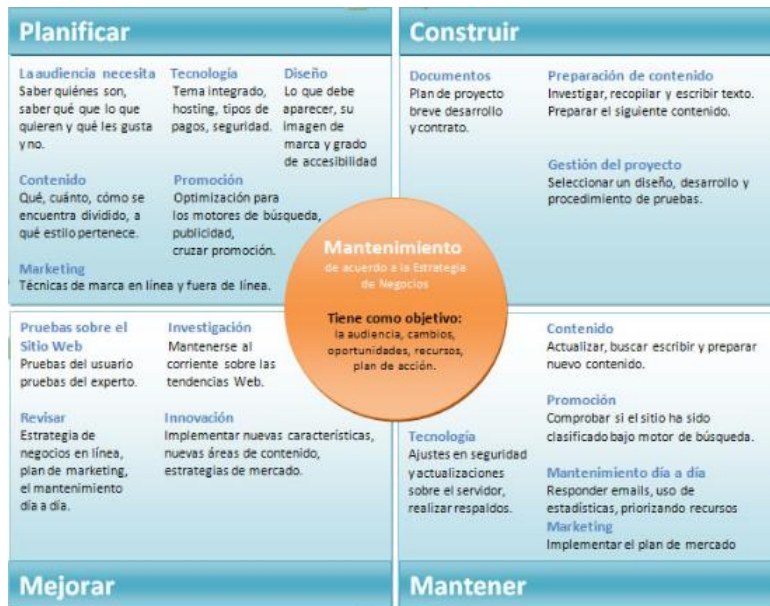 Planificar
La audiencia necesita
Saber quiénes son,
saber qué que lo que
quieren y qué les gusta
y no.
Tecnología
Tema integrado,
hosting, tipos de
pagos, seguridad.
Diseño
Lo que debe
aparecer, su
imagen de
marca y grado
de accesibilidad
Contenido
Qué, cuánto, cómo se
encuentra dividido, a
qué estilo pertenece.
Promoción
Optimización para
los motores de búsqueda,
publicidad,
cruzar promoción.
Marketing
Técnicas de marca en línea y fuera de línea.
Construir
Documentos
Plan de proyecto
breve desarrollo
y contrato.
Preparación de contenido
Investigar, recopilar y escribir texto.
Preparar el siguiente contenido.
Gestión del proyecto
Seleccionar un diseño, desarrollo y
procedimiento de pruebas.
Mantenimiento
de acuerdo a la Estrategia
de Negocios
Tiene como objetivo:
la audiencia, cambios,
oportunidades, recursos,
plan de acción.
Pruebas sobre el
Sitio Web
Pruebas del usuario
pruebas del experto.
Investigación
Mantenerse al
corriente sobre las
tendencias Web.
Revisar
Estrategia de
negocios en línea,
plan de marketing,
el mantenimiento
día a día.
Innovación
Implementar nuevas características,
nuevas áreas de contenido,
estrategias de mercado.
Mejorar
Tecnología
Ajustes en seguridad
y actualizaciones
sobre el servidor,
realizar respaldos.
Contenido
Actualizar, buscar escribir y preparar
nuevo contenido.
Promoción
Comprobar si el sitio ha sido
clasificado bajo motor de búsqueda.
Mantenimiento día a día
Responder emails, uso de
estadísticas, priorizando recursos
Marketing
Implementar el plan de mercado
Mantener